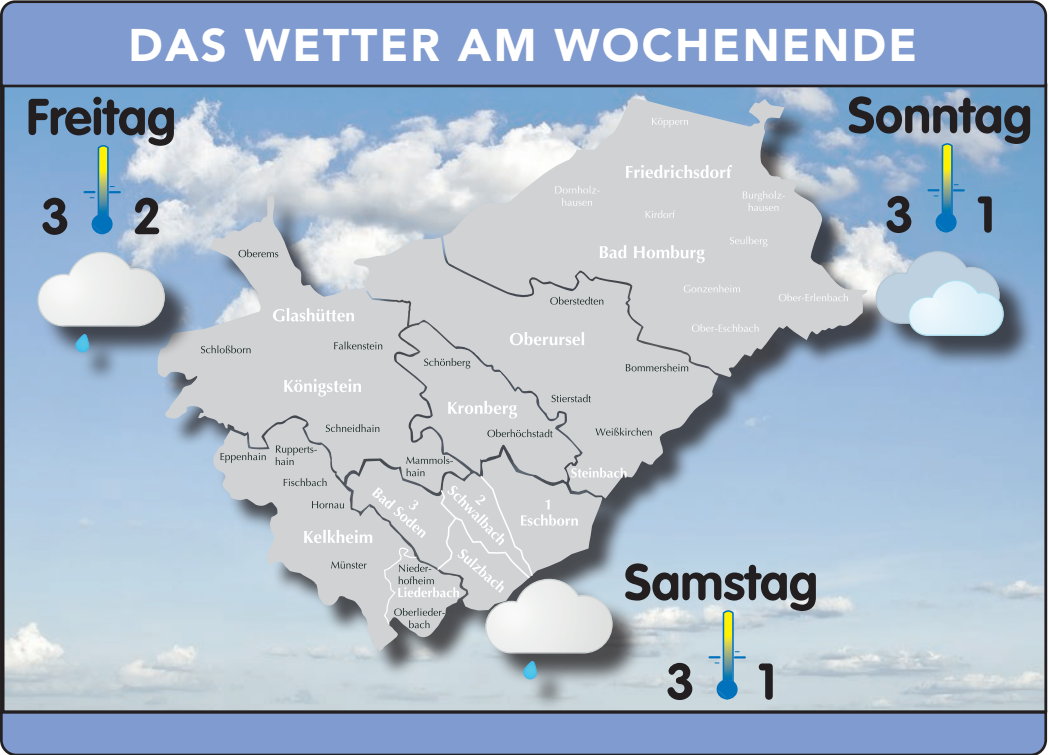 DAS WETTER AM WOCHENENDE
Freitag
3 2
Sonntag
3 1
Samstag
3 1
Köppern
Friedrichsdorf
Dornholz-
hausen
Burgholz-
hausen
Kirdorf
Seulberg
Bad Homburg
Oberems
Gonzenheim
Ober-Erlenbach
Oberstedten
Glashütten
Ober-Eschbach
Oberursel
Schloßborn
Falkenstein
Schönberg
Bommersheim
Königstein
Stierstadt
Kronberg
Schneidhain
Oberhöchstadt
Weißkirchen
Eppenhain
Rupperts-
hain
Mammols-
hain
Steinbach
Fischbach
Hornau
3
Bad Soden
2
Schwalbach
1
Eschborn
Kelkheim
Sulzbach
Münster
Nieder-
hofheim
Liederbach
Oberlieder-
bach